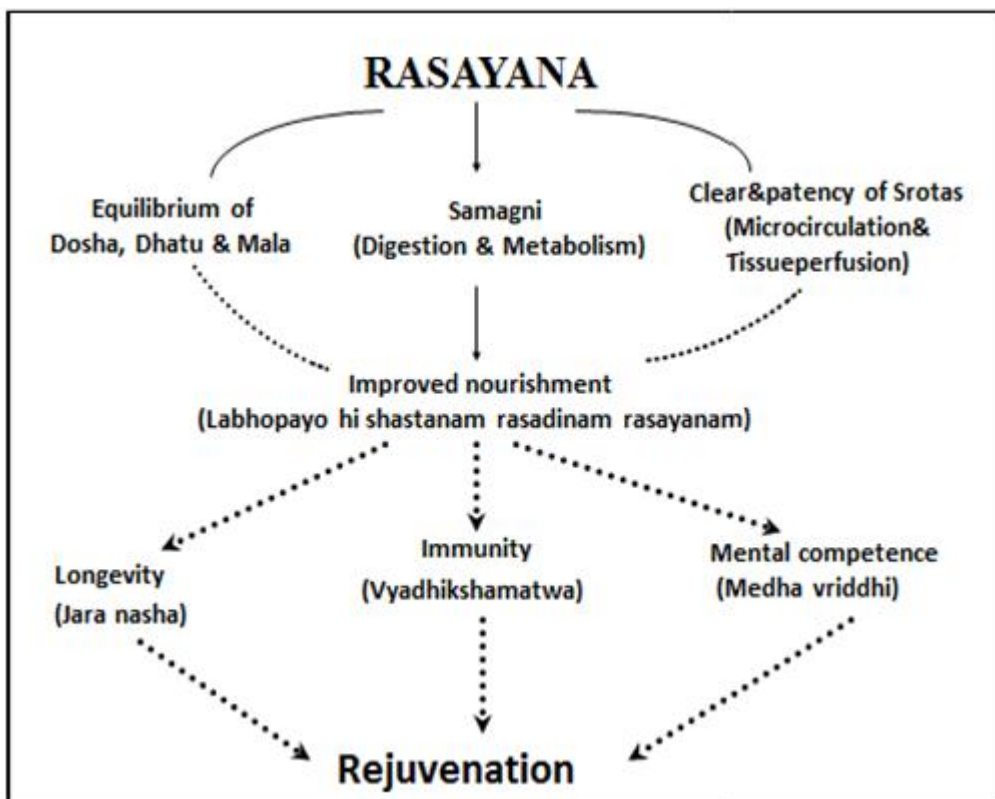 RASAYANA
Equilibrium of
Dosha, Dhatu & Mala
Samagni
(Digestion & Metabolism)
Clear&patency of Srotas
(Microcirculation&
Tissueperfusion)
Improved nourishment
(Labhopayo hi shastanam rasadinam rasayanam)
Longevity
(Jara nasha)
Immunity
(Vyadhikshamatwa)
Mental competence
(Medha vriddhi)
Rejuvenation